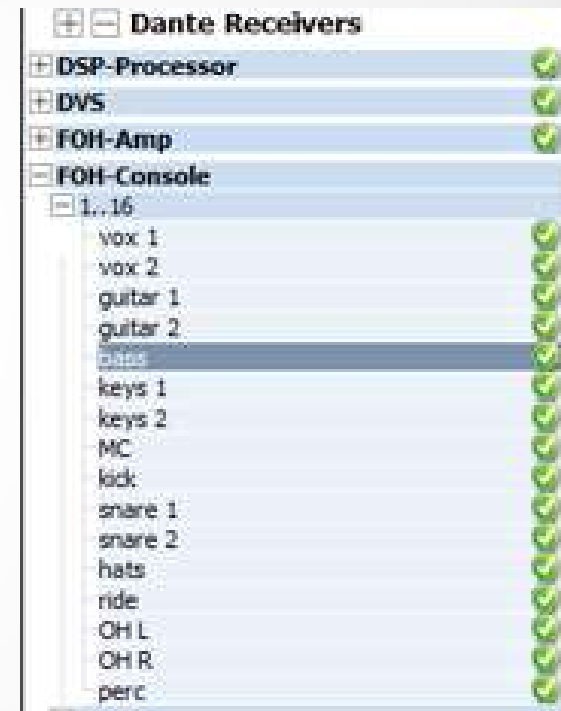 Dante Receivers
DSP-Processor
DVS
FOH-Amp
FOH-Console
1..16
vox 1
vox 2
guitar 1
guitar 2
bass
keys 1
keys 2
MC
kick
snare 1
snare 2
hats
ride
OH L
OH R
perc